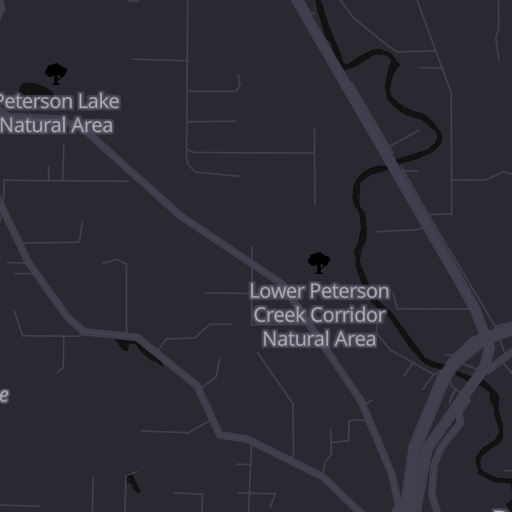 Peterson Lake
Natural Area
Lower Peterson
Creek Corridor
Natural Area
e